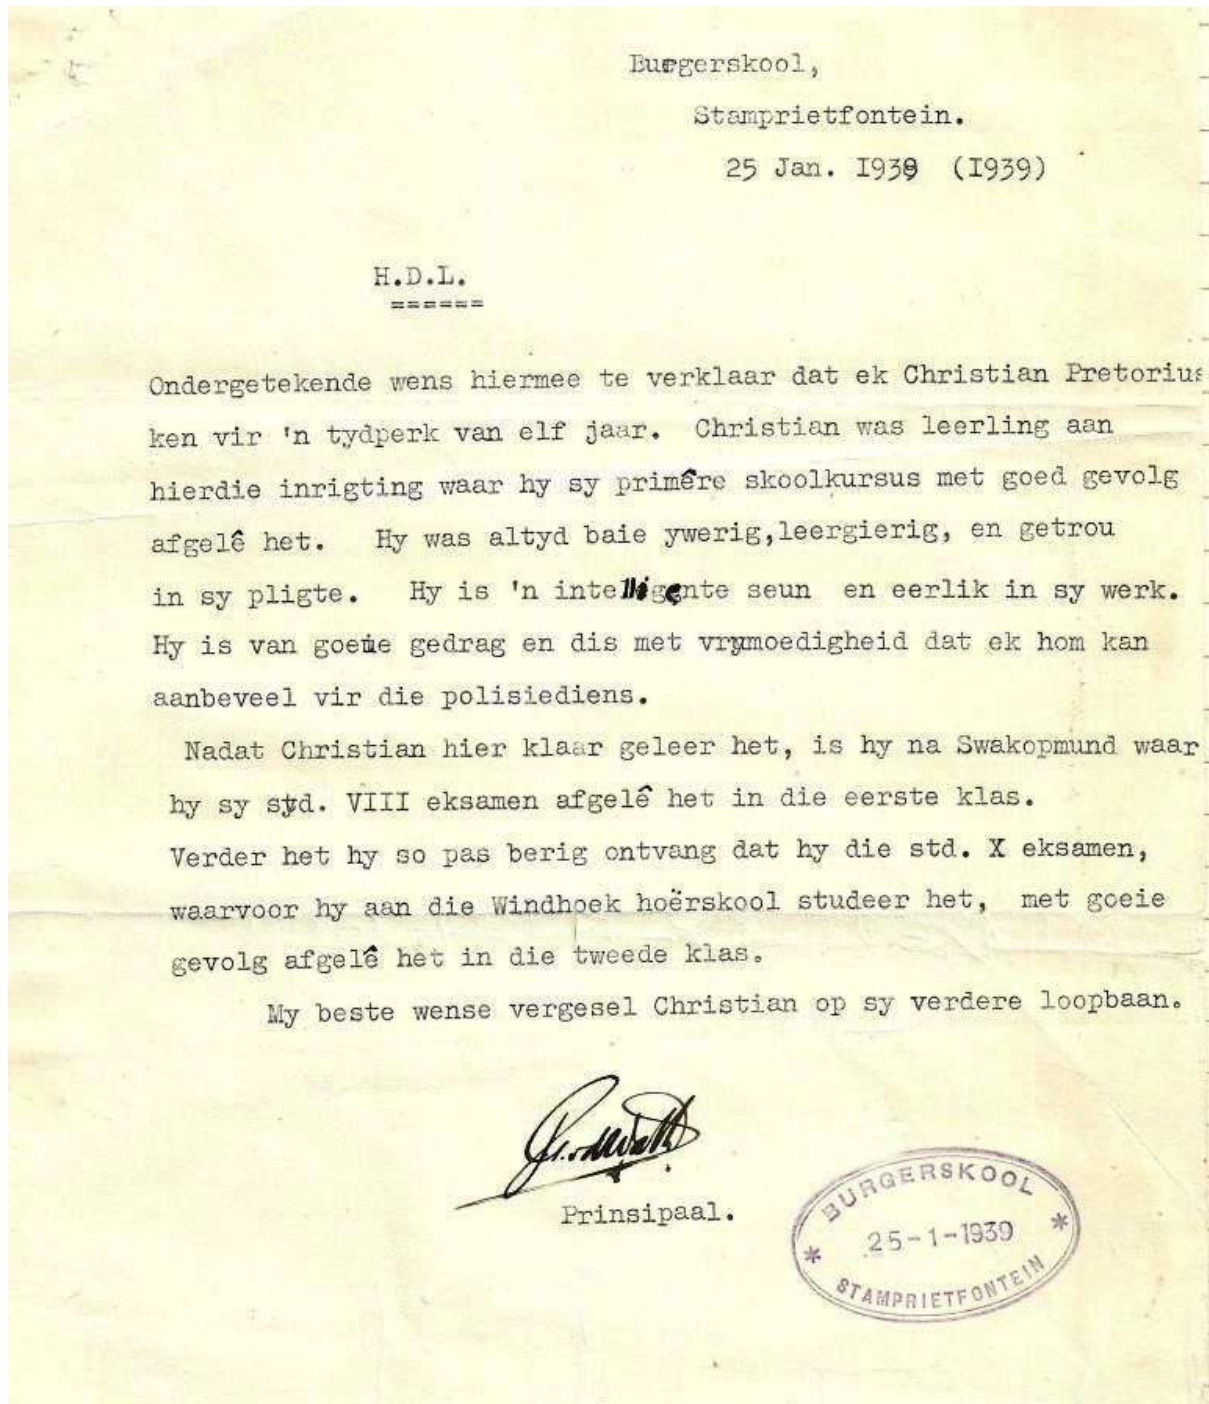 Burgerskool,
Stamprietfontein.
25 Jan. I939 (I939)
H.D.L.
======
Ondergetekende wens hiermee te verklaar dat ek Christian Pretorius
ken vir 'n tydperk van elf jaar. Christian was leerling aan
hierdie inrigting waar hy sy primêre skoolkursus met goed gevolg
afgelê het. Hy was altyd baie ywerig,leergierig, en getrou
in sy pligte. Hy is 'n intelligente seun en eerlik in sy werk.
Hy is van goeie gedrag en dis met vrymoedigheid dat ek hom kan
aanbeveel vir die polisiediens.
Nadat Christian hier klaar geleer het, is hy na Swakopmund waar
hy sy std. VIII eksamen afgelê het in die eerste klas.
Verder het hy so pas berig ontvang dat hy die std. X eksamen,
waarvoor hy aan die Windhoek hoërskool studeer het, met goeie
gevolg afgelê het in die tweede klas.
My beste wense vergesel Christian op sy verdere loopbaan.
Prinsipaal.
BURGERSKOOL
* 25-1-1939 *
STAMPRIETFONTEIN